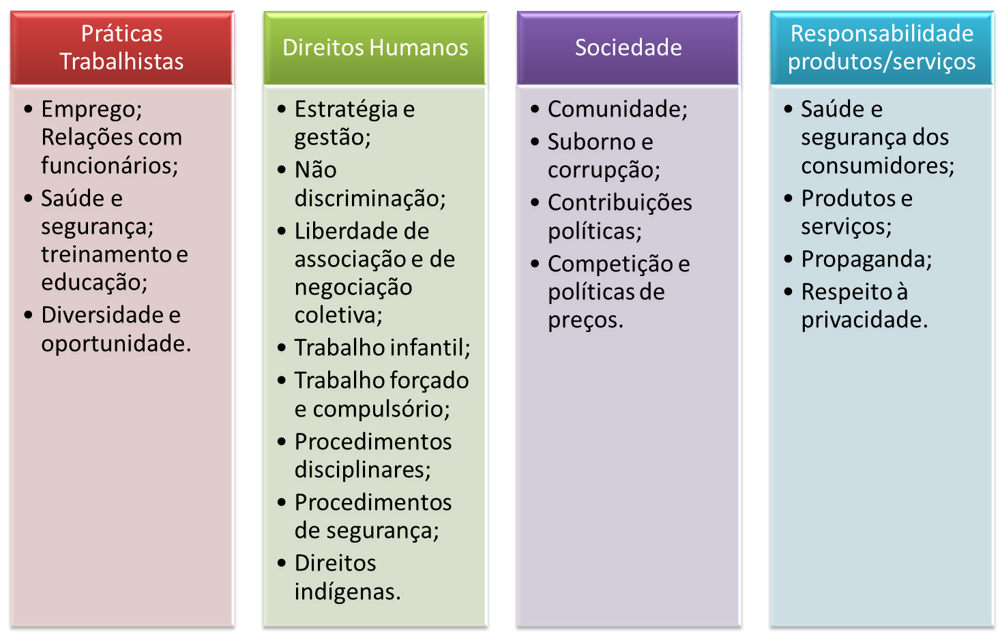 Práticas
Trabalhistas
• Emprego;
Relações com
funcionários;
• Saúde e
segurança;
treinamento e
educação;
• Diversidade e
oportunidade.
Direitos Humanos
• Estratégia e
gestão;
• Não
discriminação;
• Liberdade de
associação e de
negociação
coletiva;
• Trabalho infantil;
• Trabalho forçado
e compulsório;
• Procedimentos
disciplinares;
• Procedimentos
de segurança;
• Direitos
indígenas.
Sociedade
• Comunidade;
• Suborno e
corrupção;
• Contribuições
políticas;
• Competição e
políticas de
preços.
Responsabilidade
produtos/serviços
• Saúde e
segurança dos
consumidores;
• Produtos e
serviços;
• Propaganda;
• Respeito à
privacidade.